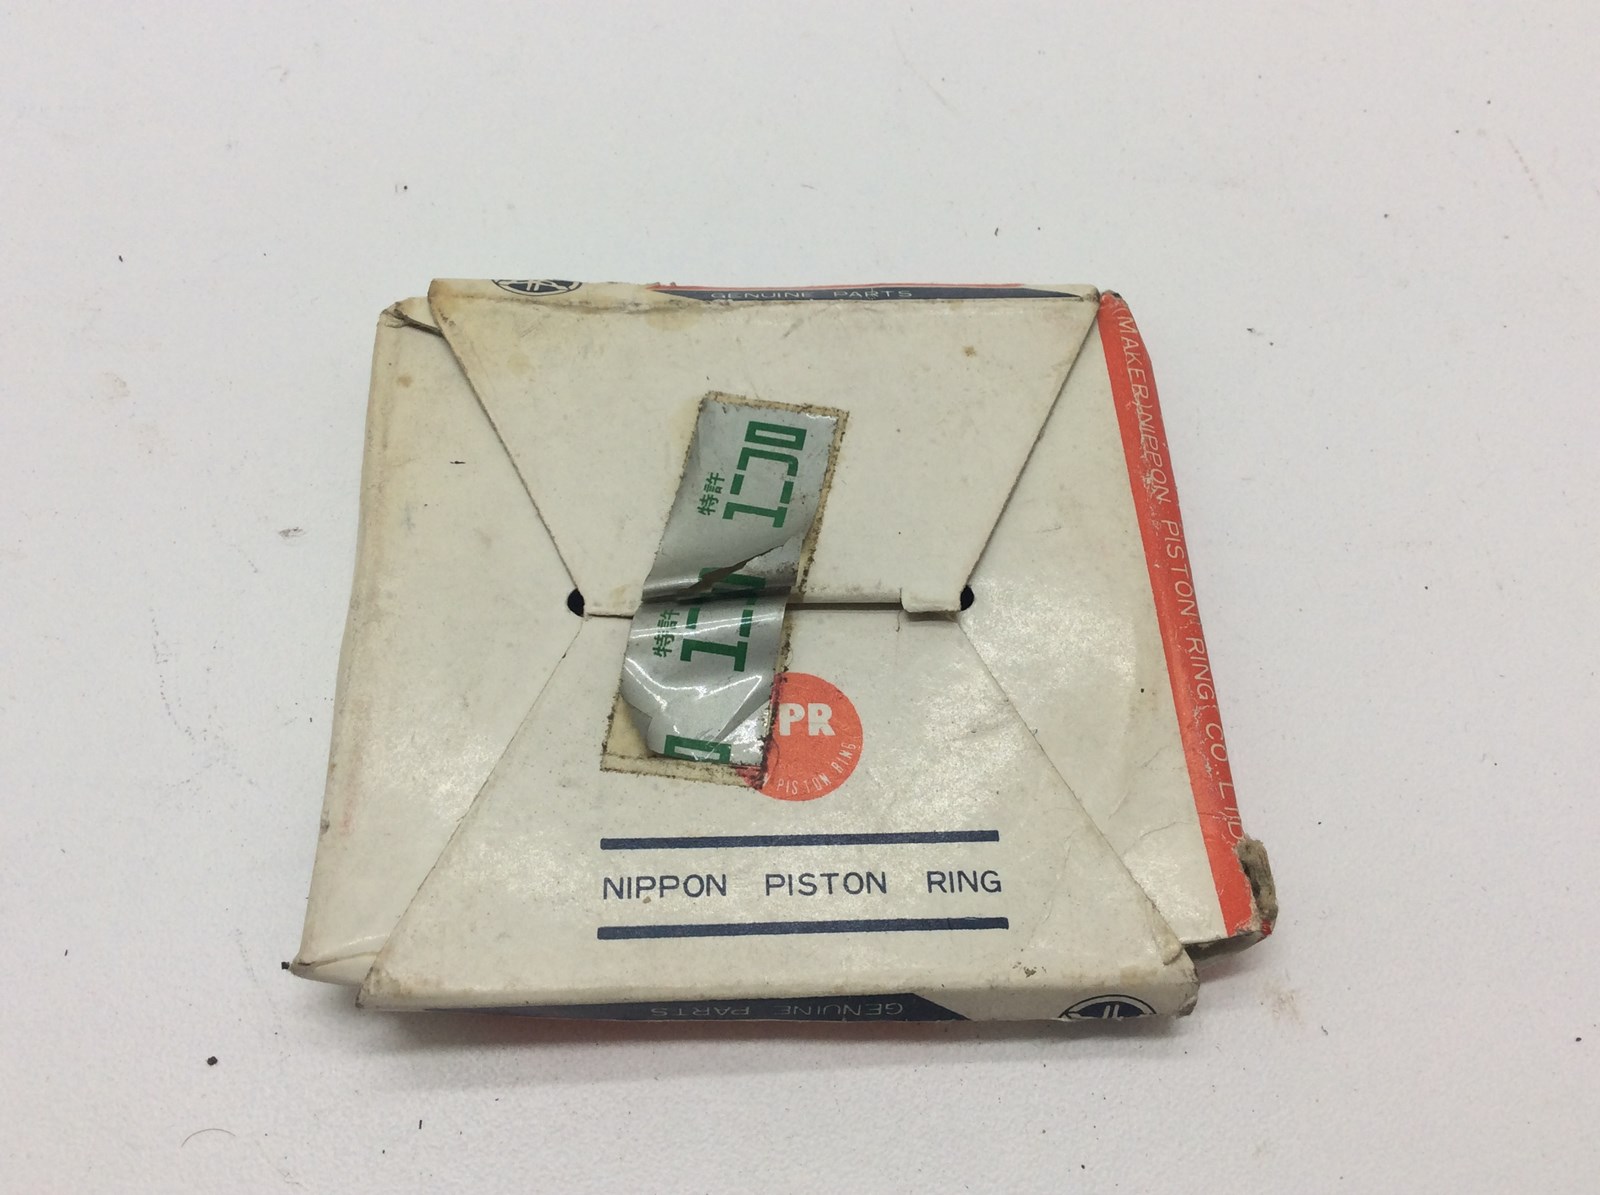 GENUINE PARTS
(MAKER) NIPPON PISTON RING CO., LTD.
特許
特許
PR
PISTON RING
NIPPON PISTON RING
GENUINE PARTS